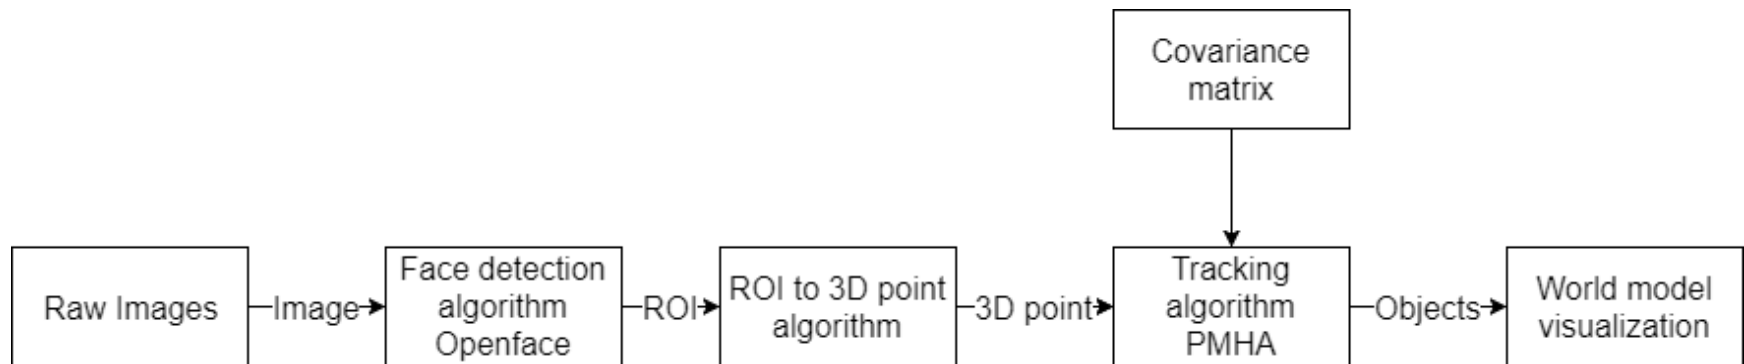 Covariance
matrix
Raw Images
Image
Face detection
algorithm
Openface
ROI
ROI to 3D point
algorithm
3D point
Tracking
algorithm
PMHA
Objects
World model
visualization